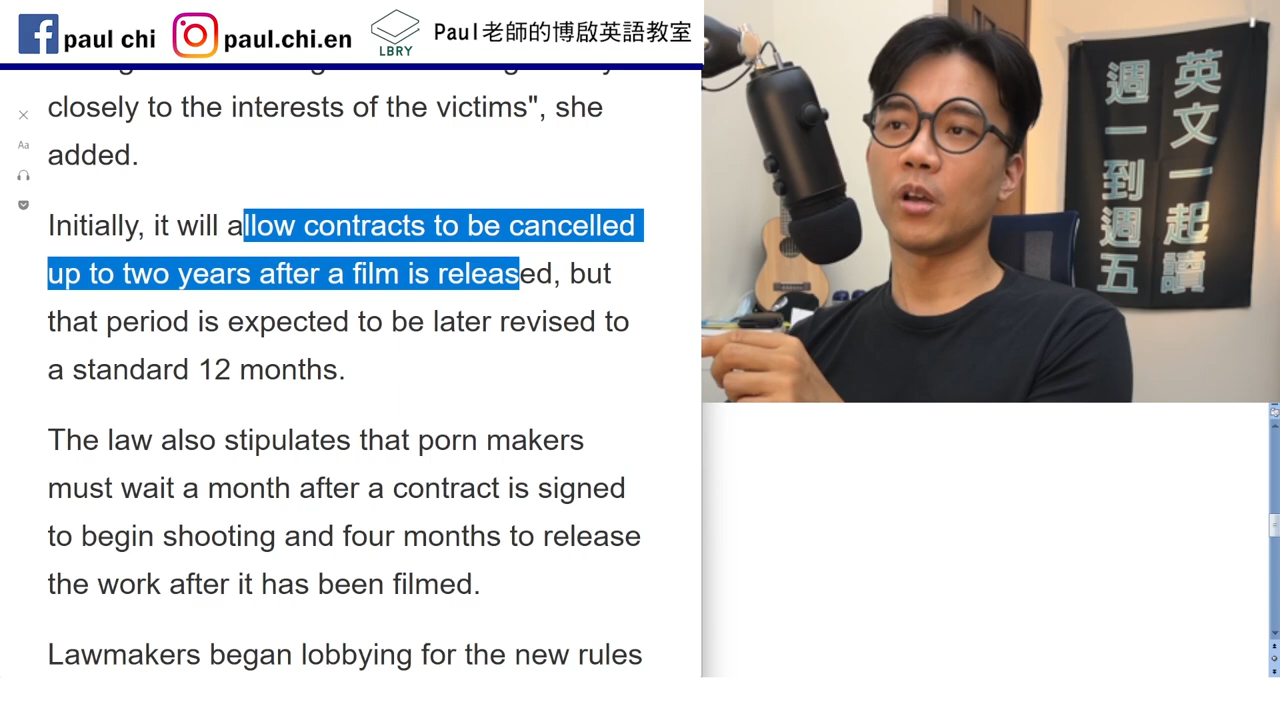 paul chi
paul.chi.en
LBRY
Paul老師的博啟英語教室
closely to the interests of the victims", she
added.
Initially, it will allow contracts to be cancelled
up to two years after a film is released, but
that period is expected to be later revised to
a standard 12 months.
The law also stipulates that porn makers
must wait a month after a contract is signed
to begin shooting and four months to release
the work after it has been filmed.
Lawmakers began lobbying for the new rules
Aa
英文一起讀
週一到週五